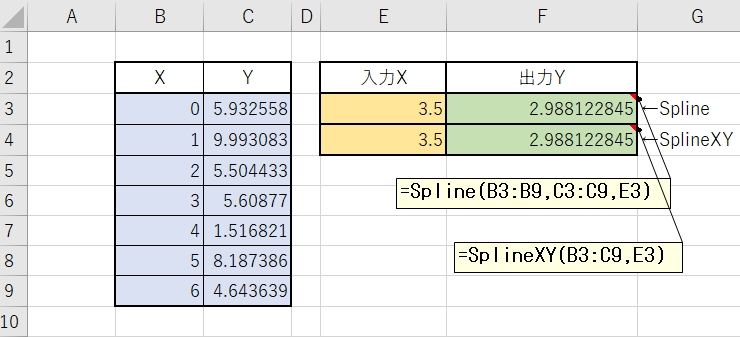 A B C D E F G
1
2 X Y 入力X 出力Y
3 0 5.932558 3.5 2.988122845 ←Spline
4 1 9.993083 3.5 2.988122845 ←SplineXY
5 2 5.504433
=Spline(B3:B9,C3:C9,E3)
6 3 5.60877
7 4 1.516821
8 5 8.187386 =SplineXY(B3:C9,E3)
9 6 4.643639
10